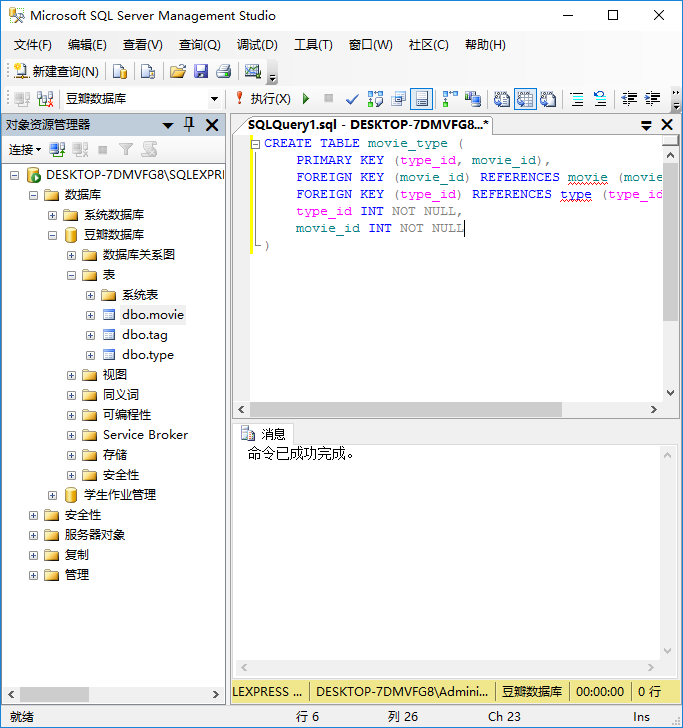 Microsoft SQL Server Management Studio
文件(F) 编辑(E) 查看(V) 查询(Q) 调试(D) 工具(T) 窗口(W) 社区(C) 帮助(H)
新建查询(N)
豆瓣数据库 执行(X)
对象资源管理器
连接
DESKTOP-7DMVFG8\SQLEXPRE
数据库
系统数据库
豆瓣数据库
数据库关系图
表
系统表
dbo.movie
dbo.tag
dbo.type
视图
同义词
可编程性
Service Broker
存储
安全性
学生作业管理
安全性
服务器对象
复制
管理
SQLQuery1.sql - DESKTOP-7DMVFG8...*
CREATE TABLE movie_type (
PRIMARY KEY (type_id, movie_id),
FOREIGN KEY (movie_id) REFERENCES movie (movie
FOREIGN KEY (type_id) REFERENCES type (type_id
type_id INT NOT NULL,
movie_id INT NOT NULL
)
消息
命令已成功完成。
LEXPRESS ... DESKTOP-7DMVFG8\Admini... 豆瓣数据库 00:00:00 0 行
就绪 行 6 列 26 Ch 23 Ins